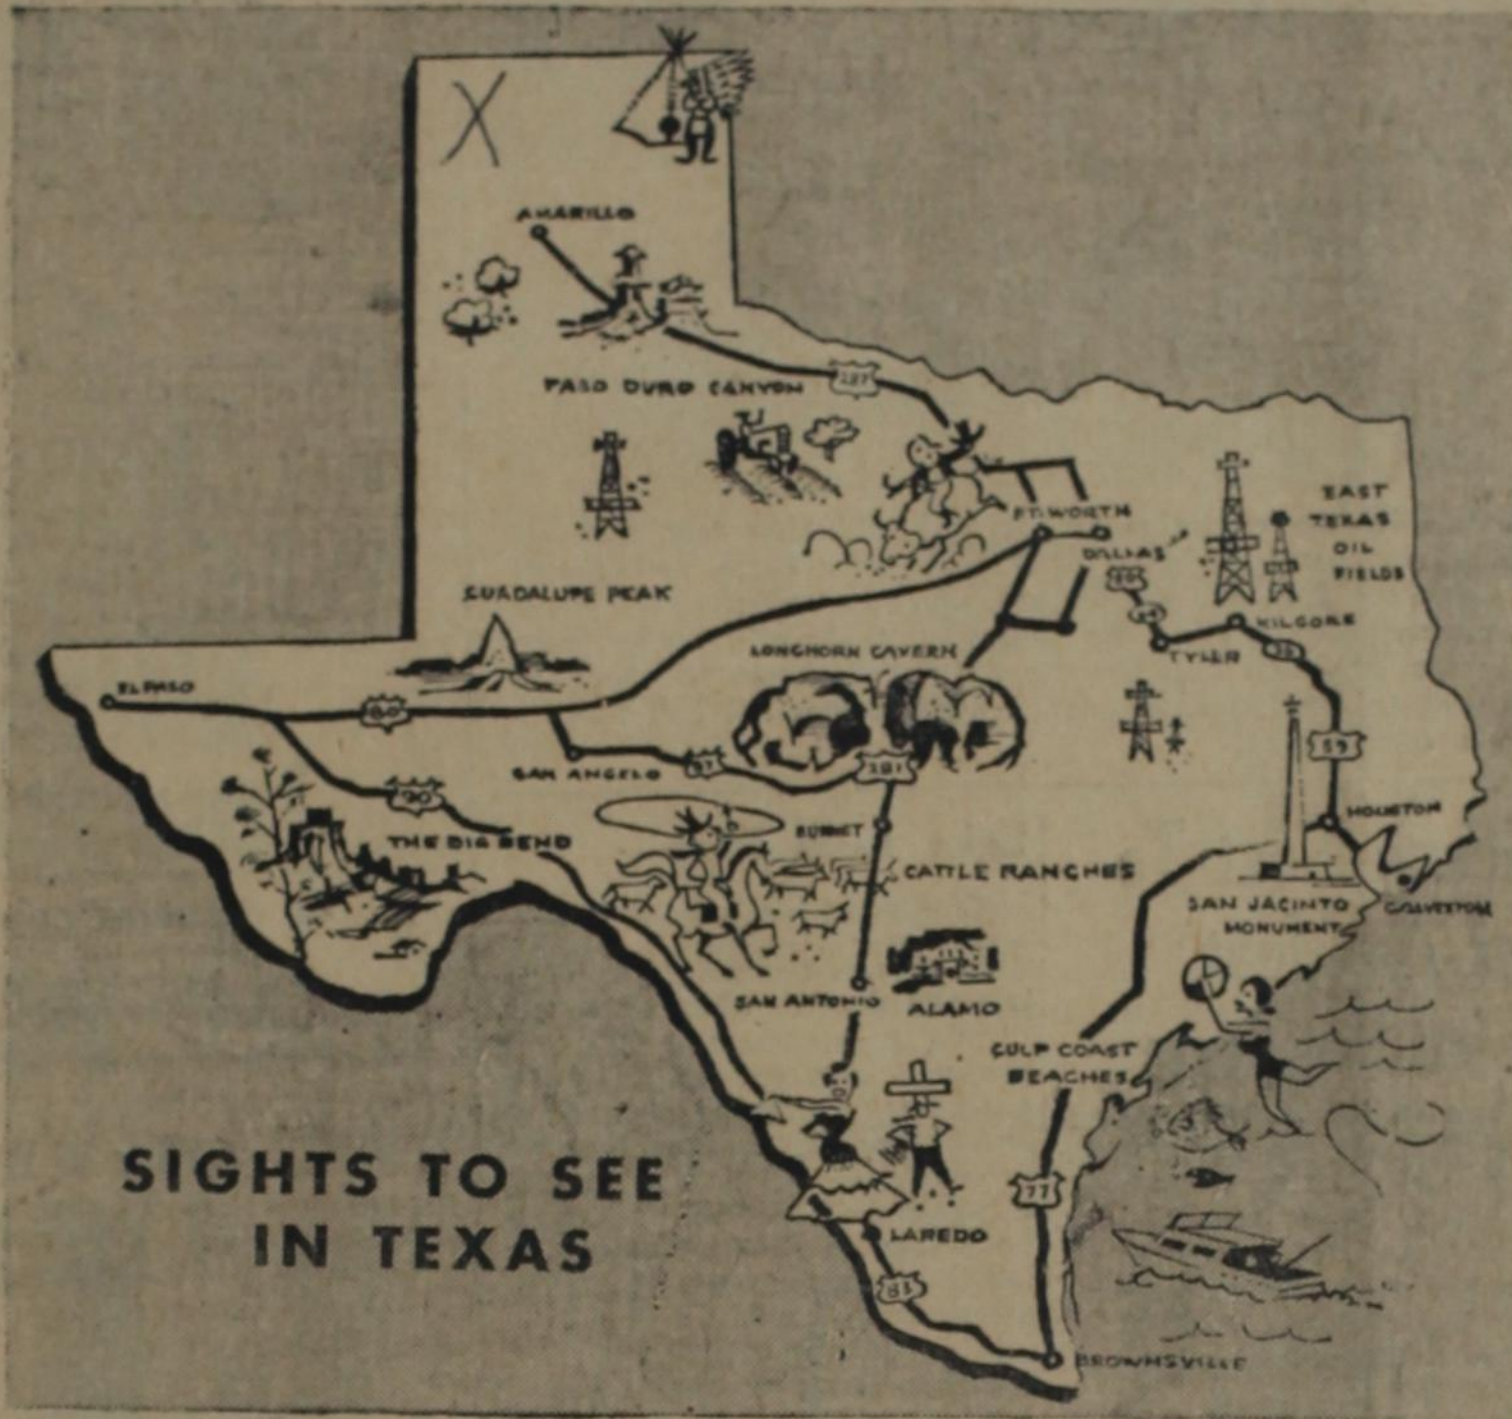 X
AMARILLO
PALO DURO CANYON
287
FT. WORTH
DALLAS
EAST
TEXAS
OIL
FIELDS
80
GUADALUPE PEAK
KILGORE
TYLER
LONGHORN CAVERN
EL PASO
80
59
SAN ANGELO
87
281
90
HOUSTON
THE BIG BEND
BURNET
CATTLE RANCHES
SAN JACINTO
MONUMENT
GALVESTON
SAN ANTONIO
ALAMO
GULF COAST
BEACHES
SIGHTS TO SEE
IN TEXAS
77
LAREDO
83
BROWNSVILLE